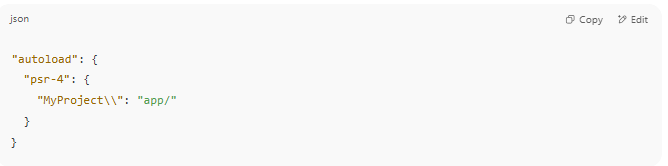 json
Copy
Edit
"autoload": {
  "psr-4": {
    "MyProject\\": "app/"
  }
}